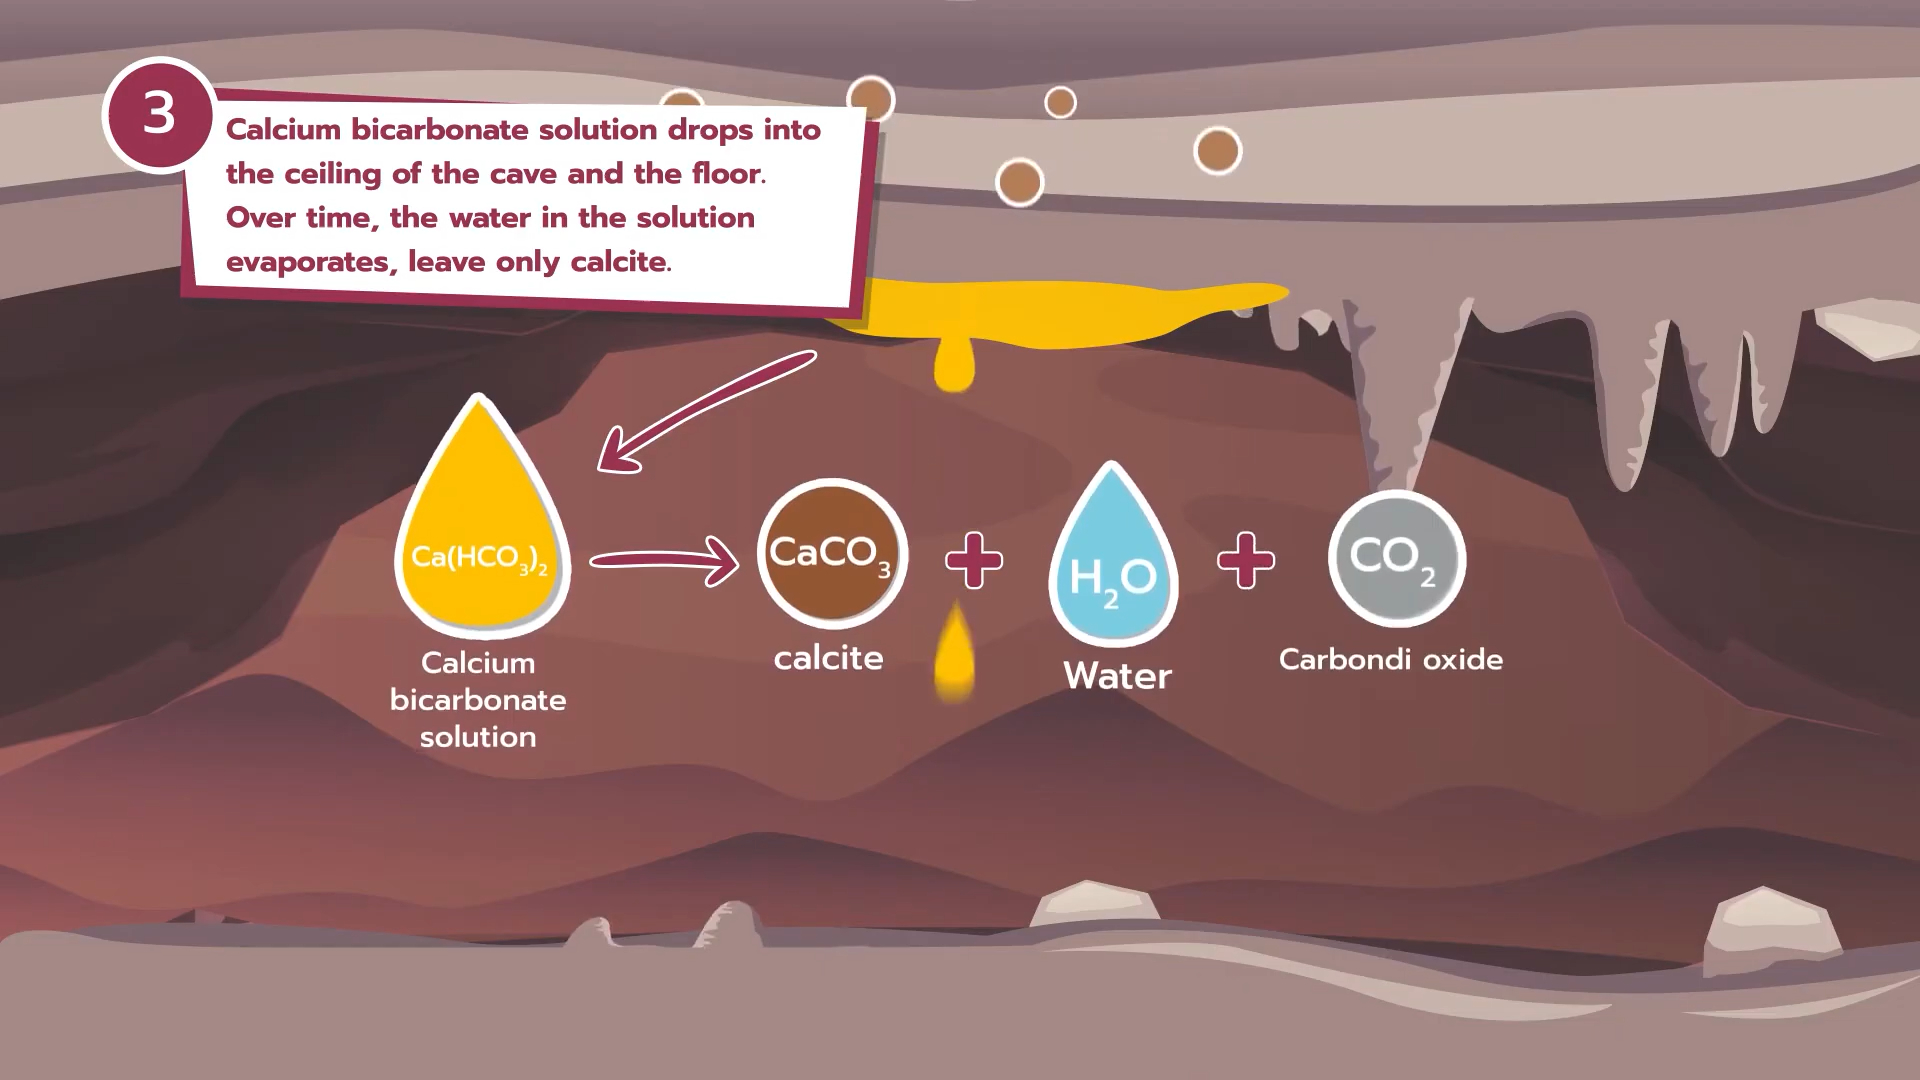 3
Calcium bicarbonate solution drops into
the ceiling of the cave and the floor.
Over time, the water in the solution
evaporates, leave only calcite.
Ca(HCO₃)₂
CaCO₃
H₂O
CO₂
Calcium
bicarbonate
solution
calcite
Water
Carbondi oxide